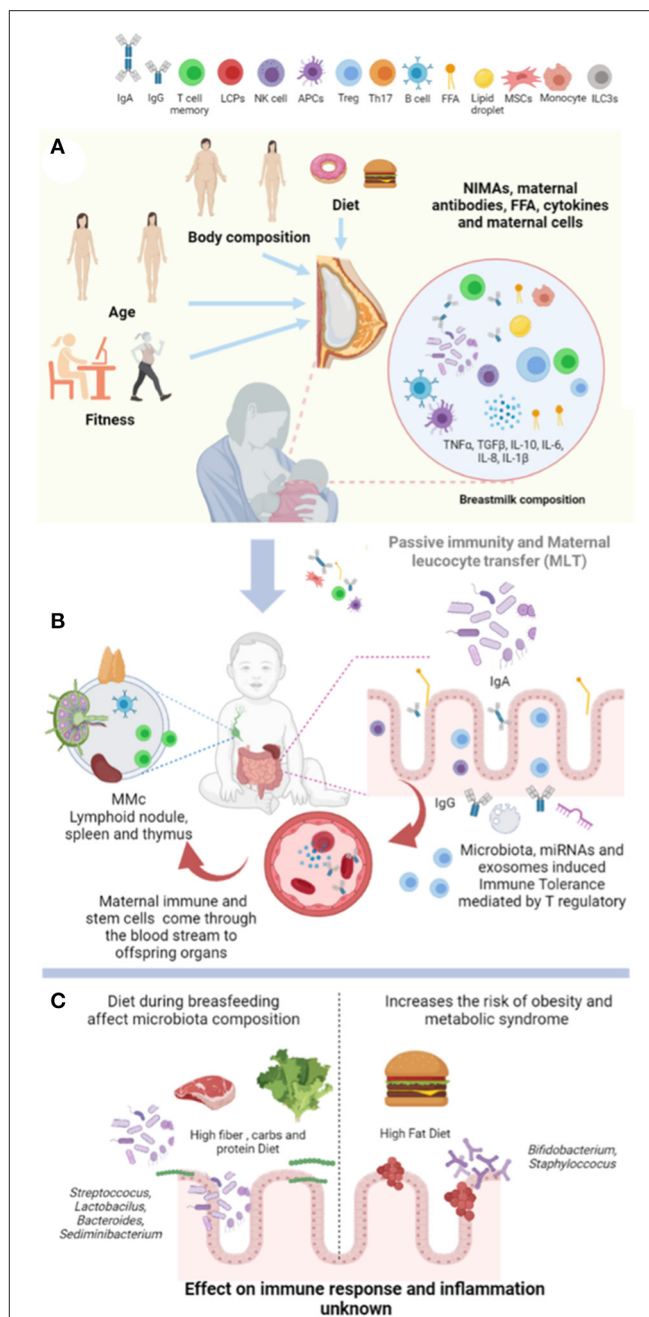 IgA
IgG
T cell
memory
LCPs
NK cell
APCs
Treg
Th17
B cell
FFA
Lipid
droplet
MSCs
Monocyte
ILC3s
A
Body composition
Diet
Age
Fitness
NIMAs, maternal
antibodies, FFA, cytokines
and maternal cells
TNFα, TGFβ, IL-10, IL-6,
IL-8, IL-1β
Breastmilk composition
Passive immunity and Maternal
leucocyte transfer (MLT)
B
IgA
MMc
Lymphoid nodule,
spleen and thymus
IgG
Microbiota, miRNAs and
exosomes induced
Immune Tolerance
mediated by T regulatory
Maternal immune and
stem cells come through
the blood stream to
offspring organs
C
Diet during breasfeeding
affect microbiota composition
Increases the risk of obesity and
metabolic syndrome
High fiber , carbs and
protein Diet
High Fat Diet
Streptoccocus,
Lactobacilus,
Bacteroides,
Sediminibacterium
Bifidobacterium,
Staphyloccocus
Effect on immune response and inflammation
unknown